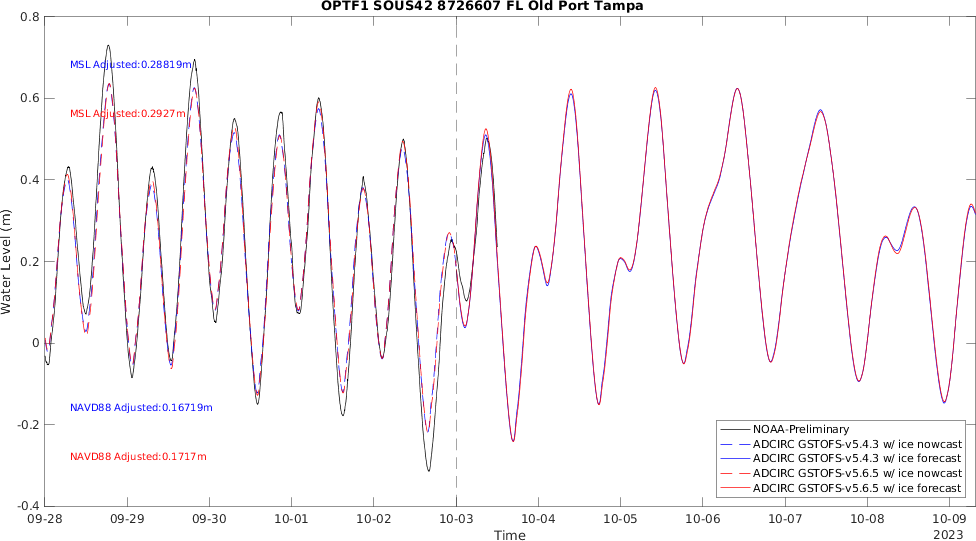 OPTF1 SOUS42 8726607 FL Old Port Tampa
0.8
0.6
0.4
0.2
0
-0.2
-0.4
Water Level (m)
MSL Adjusted:0.28819m
MSL Adjusted:0.2927m
NAVD88 Adjusted:0.16719m
NAVD88 Adjusted:0.1717m
NOAA-Preliminary
ADCIRC GSTOFS-v5.4.3 w/ ice nowcast
ADCIRC GSTOFS-v5.4.3 w/ ice forecast
ADCIRC GSTOFS-v5.6.5 w/ ice nowcast
ADCIRC GSTOFS-v5.6.5 w/ ice forecast
09-28 09-29 09-30 10-01 10-02 10-03 10-04 10-05 10-06 10-07 10-08 10-09
Time
2023